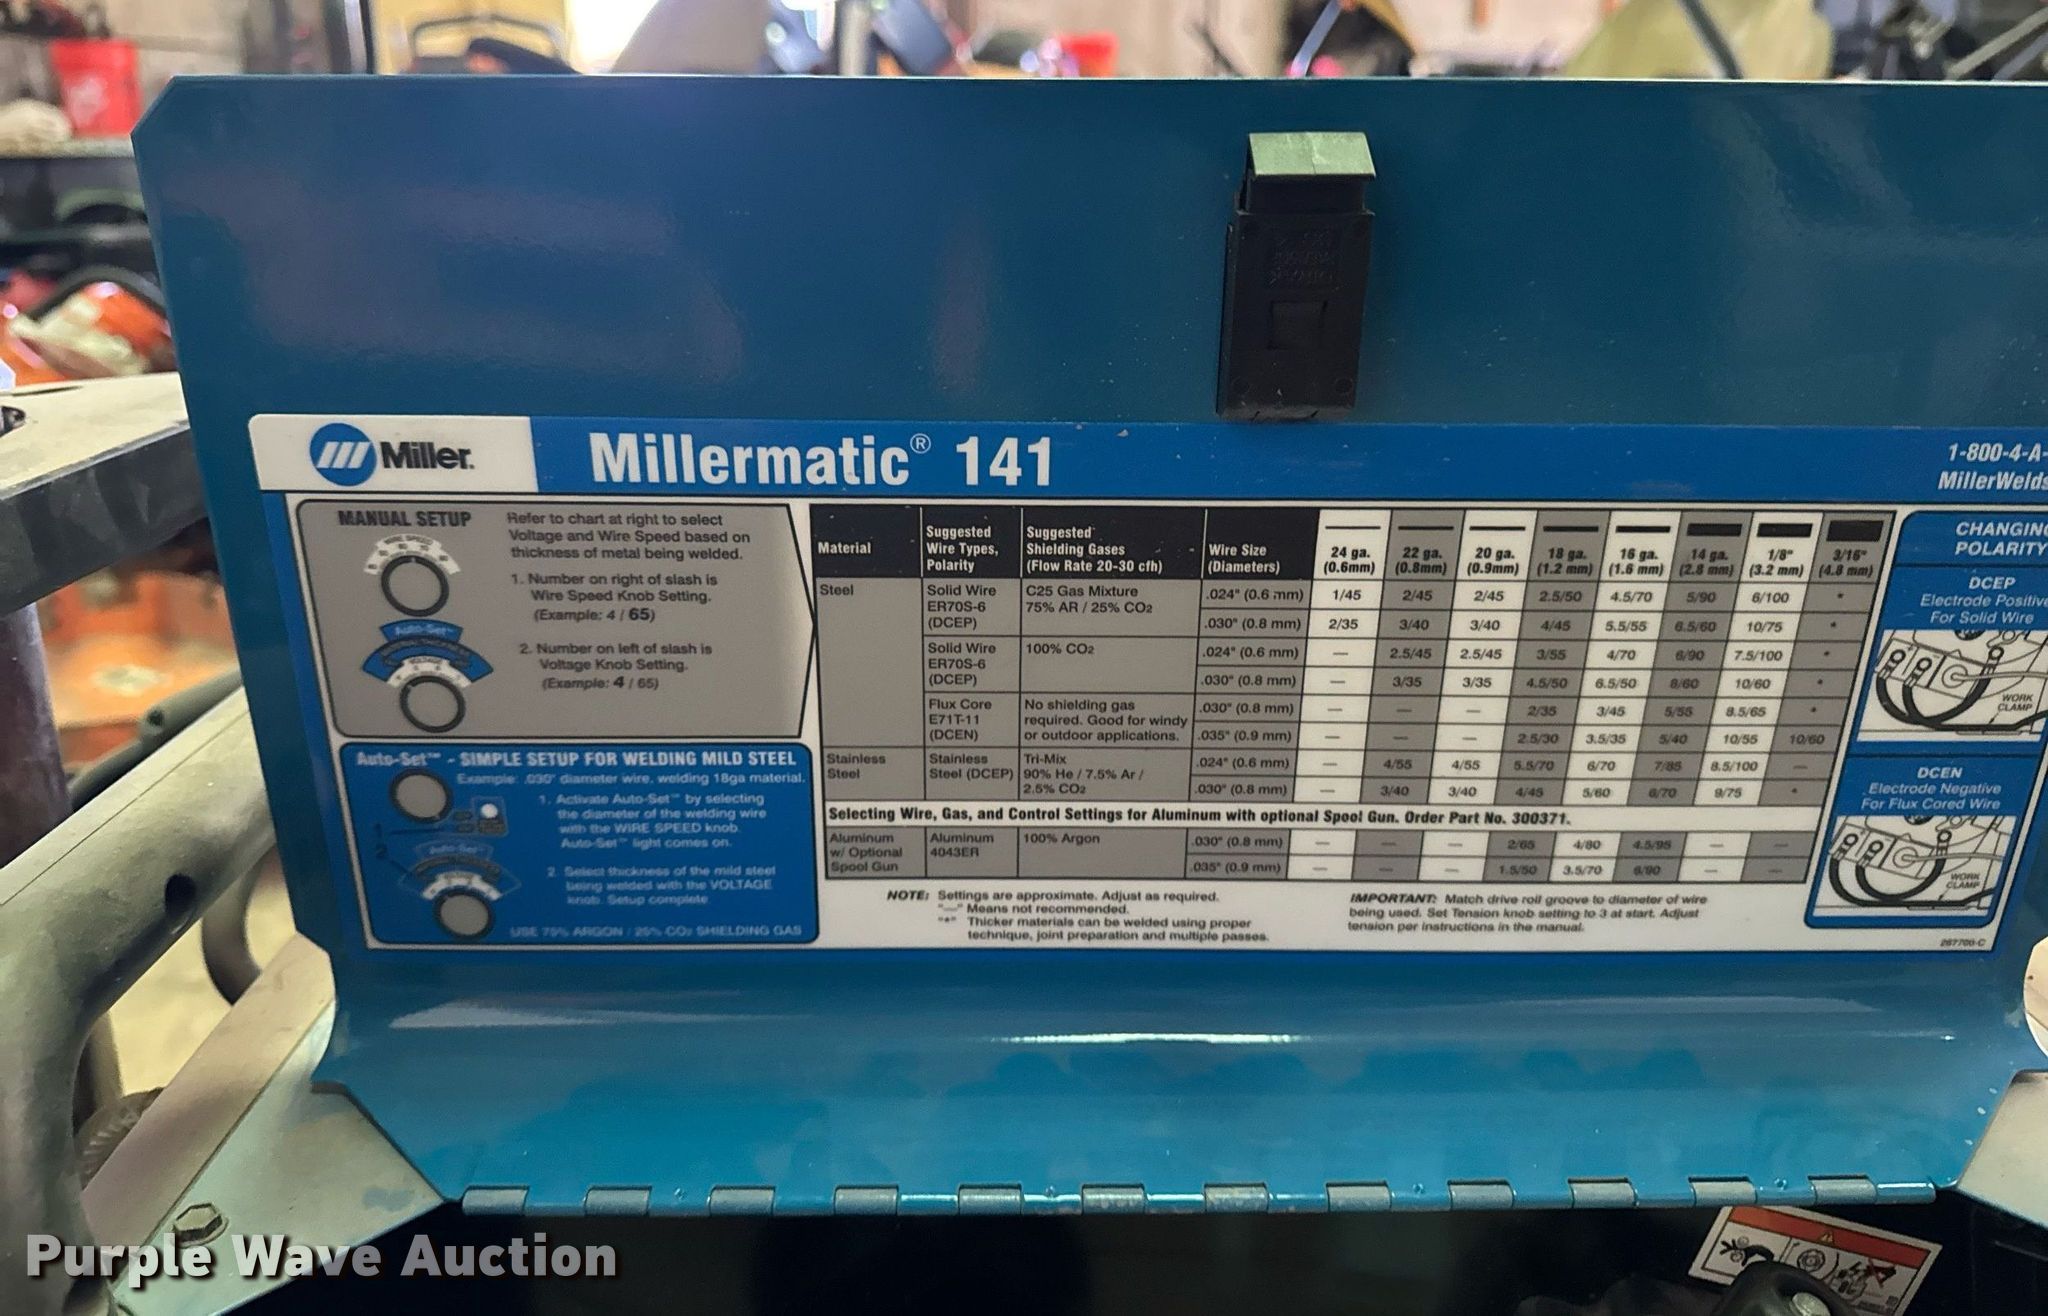 Miller.
Millermatic® 141
1-800-4-A-
MillerWelds
MANUAL SETUP
Refer to chart at right to select
Voltage and Wire Speed based on
thickness of metal being welded.
WIRE SPEED
1. Number on right of slash is
Wire Speed Knob Setting.
(Example: 4 / 65)
Auto-Set™
VOLTAGE
2. Number on left of slash is
Voltage Knob Setting.
(Example: 4 / 65)
Auto-Set™ - SIMPLE SETUP FOR WELDING MILD STEEL
Example: .030" diameter wire, welding 18ga material.
1. Activate Auto-Set™ by selecting
the diameter of the welding wire
with the WIRE SPEED knob.
Auto-Set™ light comes on.
Auto-Set™
2. Select thickness of the mild steel
being welded with the VOLTAGE
knob. Setup complete
USE 75% ARGON / 25% CO2 SHIELDING GAS
Material Suggested Wire Types, Polarity Suggested Shielding Gases (Flow Rate 20-30 cfh) Wire Size (Diameters) 24 ga. (0.6mm) 22 ga. (0.8mm) 20 ga. (0.9mm) 18 ga. (1.2 mm) 16 ga. (1.6 mm) 14 ga. (2.8 mm) 1/8" (3.2 mm) 3/16" (4.8 mm)
Steel Solid Wire ER70S-6 (DCEP) C25 Gas Mixture 75% AR / 25% CO2 .024" (0.6 mm) 1/45 2/45 2/45 2.5/50 4.5/70 5/90 6/100 *
.030" (0.8 mm) 2/35 3/40 3/40 4/45 5.5/55 6.5/60 10/75 *
Solid Wire ER70S-6 (DCEP) 100% CO2 .024" (0.6 mm) — 2.5/45 2.5/45 3/55 4/70 6/90 7.5/100 *
.030" (0.8 mm) — 3/35 3/35 4.5/50 6.5/50 8/60 10/60 *
Flux Core E71T-11 (DCEN) No shielding gas required. Good for windy or outdoor applications. .030" (0.8 mm) — — — 2/35 3/45 5/55 8.5/65 *
.035" (0.9 mm) — — — 2.5/30 3.5/35 5/40 10/55 10/60
Stainless Steel Stainless Steel (DCEP) Tri-Mix 90% He / 7.5% Ar / 2.5% CO2 .024" (0.6 mm) — 4/55 4/55 5.5/70 6/70 7/85 8.5/100 —
.030" (0.8 mm) — 3/40 3/40 4/45 5/60 6/70 9/75 *
Selecting Wire, Gas, and Control Settings for Aluminum with optional Spool Gun. Order Part No. 300371.
Aluminum w/ Optional Spool Gun Aluminum 4043ER 100% Argon .030" (0.8 mm) — — — 2/65 4/80 4.5/95 — —
.035" (0.9 mm) — — — 1.5/50 3.5/70 6/90 — —
NOTE: Settings are approximate. Adjust as required.
"—" Means not recommended.
"*" Thicker materials can be welded using proper
technique, joint preparation and multiple passes.
IMPORTANT: Match drive roll groove to diameter of wire
being used. Set Tension knob setting to 3 at start. Adjust
tension per instructions in the manual.
CHANGING
POLARITY
DCEP
Electrode Positive
For Solid Wire
WORK
CLAMP
DCEN
Electrode Negative
For Flux Cored Wire
WORK
CLAMP
267700-C
Purple Wave Auction